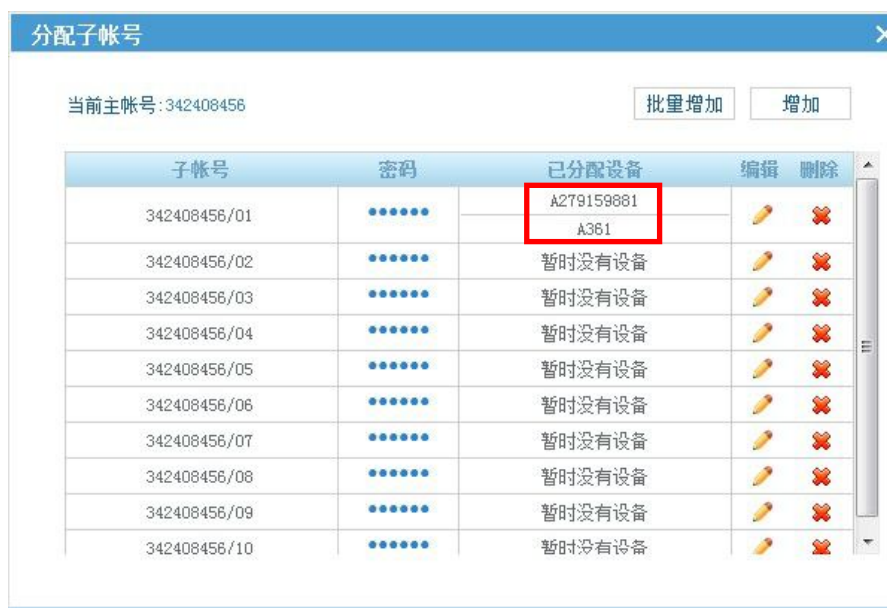 分配子帐号
当前主帐号:342408456 批量增加 增加
子帐号 密码 已分配设备 编辑 删除
342408456/01 ●●●●●● A279159881
A361
342408456/02 ●●●●●● 暂时没有设备
342408456/03 ●●●●●● 暂时没有设备
342408456/04 ●●●●●● 暂时没有设备
342408456/05 ●●●●●● 暂时没有设备
342408456/06 ●●●●●● 暂时没有设备
342408456/07 ●●●●●● 暂时没有设备
342408456/08 ●●●●●● 暂时没有设备
342408456/09 ●●●●●● 暂时没有设备
342408456/10 ●●●●●● 暂时没有设备